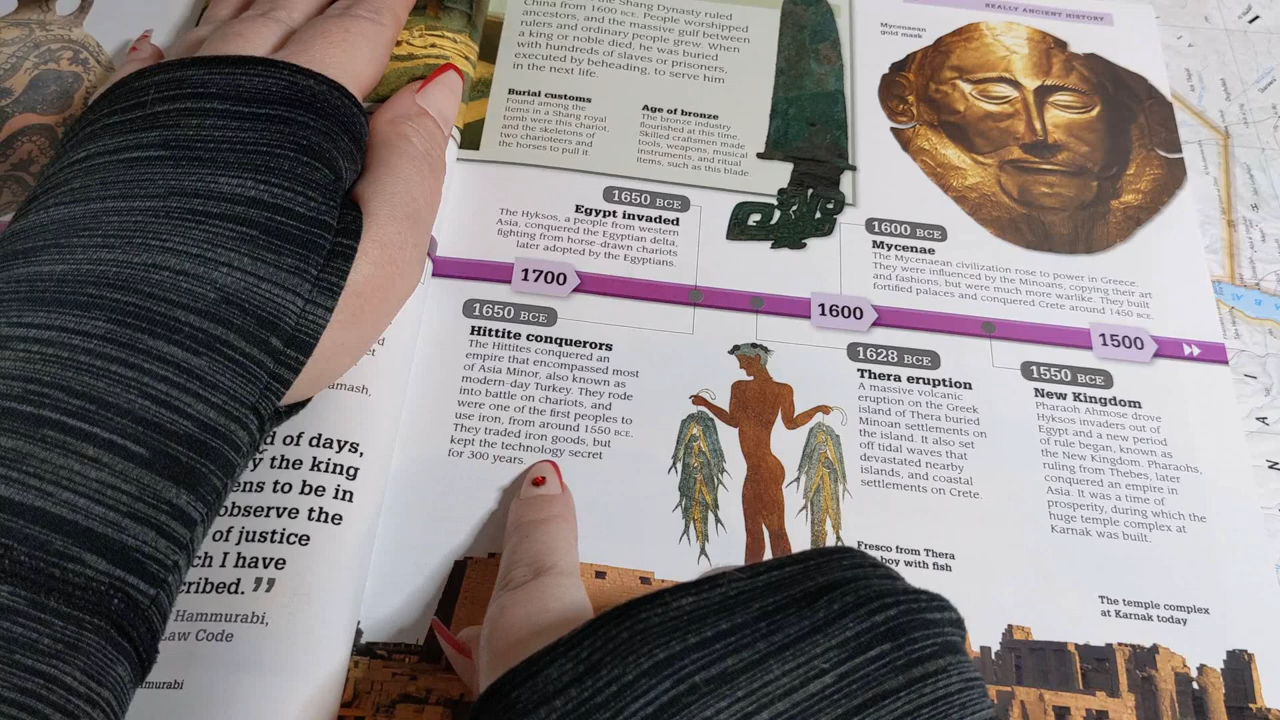 REALLY ANCIENT HISTORY
the Shang Dynasty ruled
China from 1600 BCE. People worshipped
ancestors, and the massive gulf between
rulers and ordinary people grew. When
a king or noble died, he was buried
with hundreds of slaves or prisoners,
executed by beheading, to serve him
in the next life.
Burial customs
Found among the
items in a Shang royal
tomb were this chariot,
and the skeletons of
two charioteers and
the horses to pull it.
Age of bronze
The bronze industry
flourished at this time.
Skilled craftsmen made
tools, weapons, musical
instruments, and ritual
items, such as this blade.
Mycenaean
gold mask
1650 BCE
Egypt invaded
The Hyksos, a people from western
Asia, conquered the Egyptian delta,
fighting from horse-drawn chariots
later adopted by the Egyptians.
1600 BCE
Mycenae
The Mycenaean civilization rose to power in Greece.
They were influenced by the Minoans, copying their art
and fashions, but were much more warlike. They built
fortified palaces and conquered Crete around 1450 BCE.
1700
1600
1500
1650 BCE
Hittite conquerors
The Hittites conquered an
empire that encompassed most
of Asia Minor, also known as
modern-day Turkey. They rode
into battle on chariots, and
were one of the first peoples to
use iron, from around 1550 BCE.
They traded iron goods, but
kept the technology secret
for 300 years.
1628 BCE
Thera eruption
A massive volcanic
eruption on the Greek
island of Thera buried
Minoan settlements on
the island. It also set
off tidal waves that
devastated nearby
islands, and coastal
settlements on Crete.
1550 BCE
New Kingdom
Pharaoh Ahmose drove
Hyksos invaders out of
Egypt and a new period
of rule began, known as
the New Kingdom. Pharaohs,
ruling from Thebes, later
conquered an empire in
Asia. It was a time of
prosperity, during which the
huge temple complex at
Karnak was built.
Fresco from Thera
boy with fish
The temple complex
at Karnak today
amash,
d of days,
y the king
ens to be in
observe the
of justice
ch I have
cribed.”
Hammurabi,
Law Code
murabi